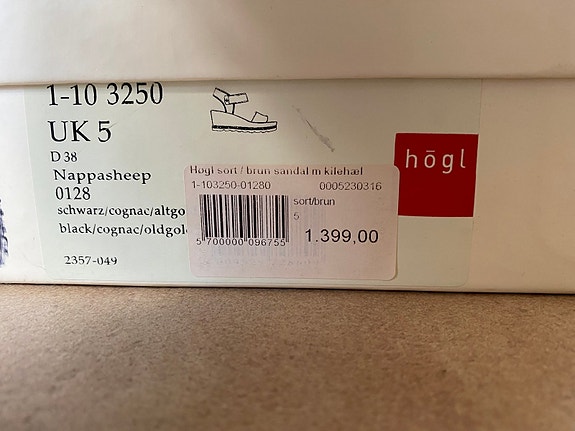 1-10 3250
UK 5
D 38
Nappasheep
0128
schwarz/cognac/altgo
black/cognac/oldgol
2357-049
högl
Høgl sort / brun sandal m kilehæl
1-103250-01280 0005230316
sort/brun
5
5 700000 096755
1.399,00